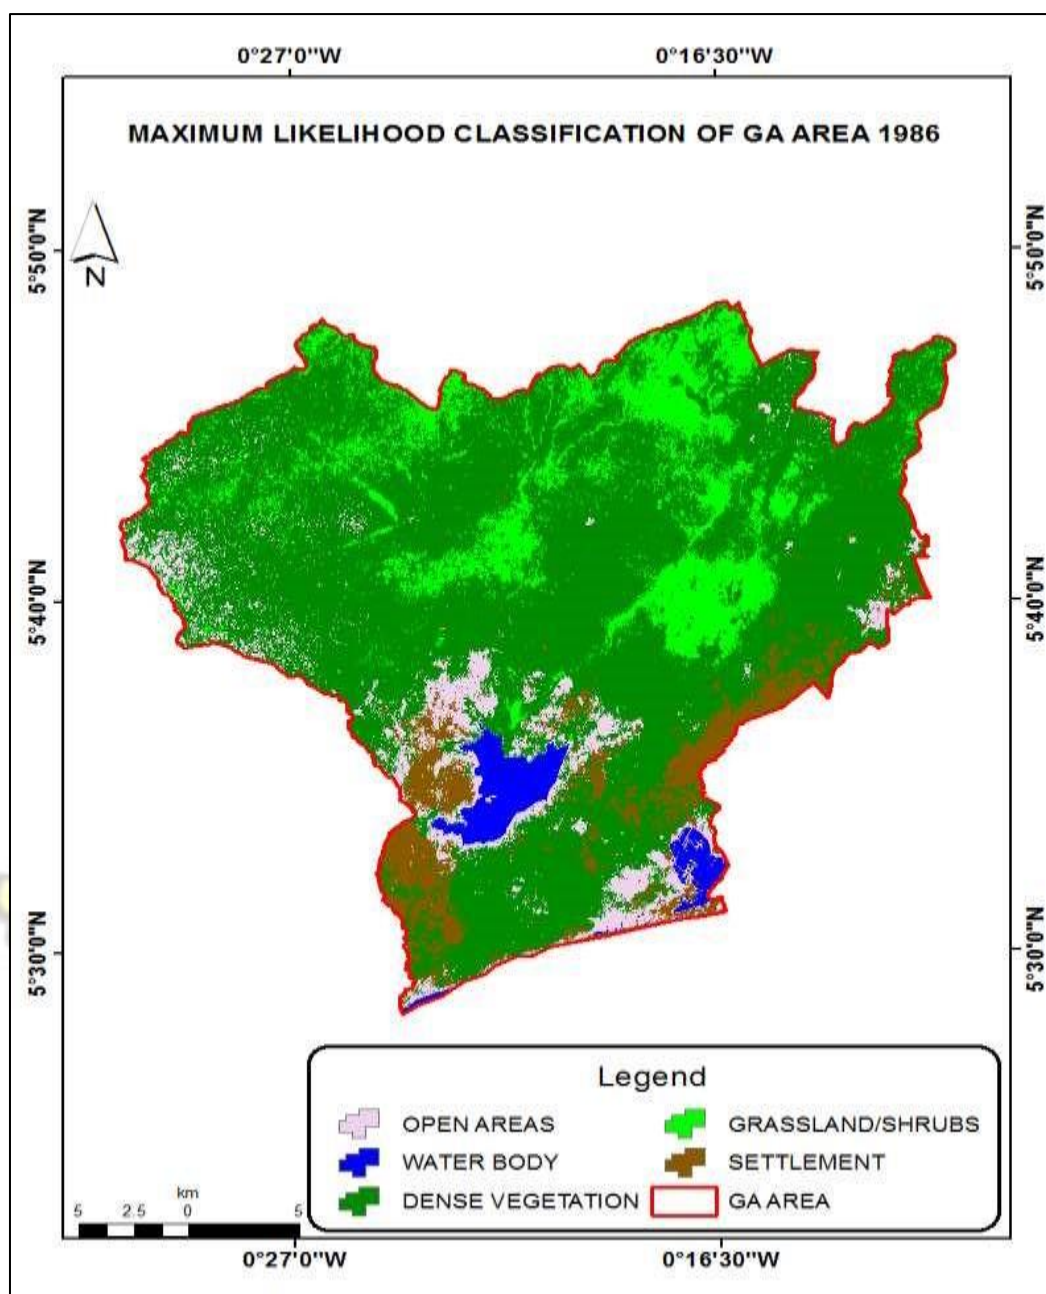 0°27'0"W 0°16'30"W
MAXIMUM LIKELIHOOD CLASSIFICATION OF GA AREA 1986
5°50'0"N 5°50'0"N
N
5°40'0"N 5°40'0"N
5°30'0"N 5°30'0"N
Legend
OPEN AREAS GRASSLAND/SHRUBS
WATER BODY SETTLEMENT
DENSE VEGETATION GA AREA
km
5 2.5 0 5
0°27'0"W 0°16'30"W